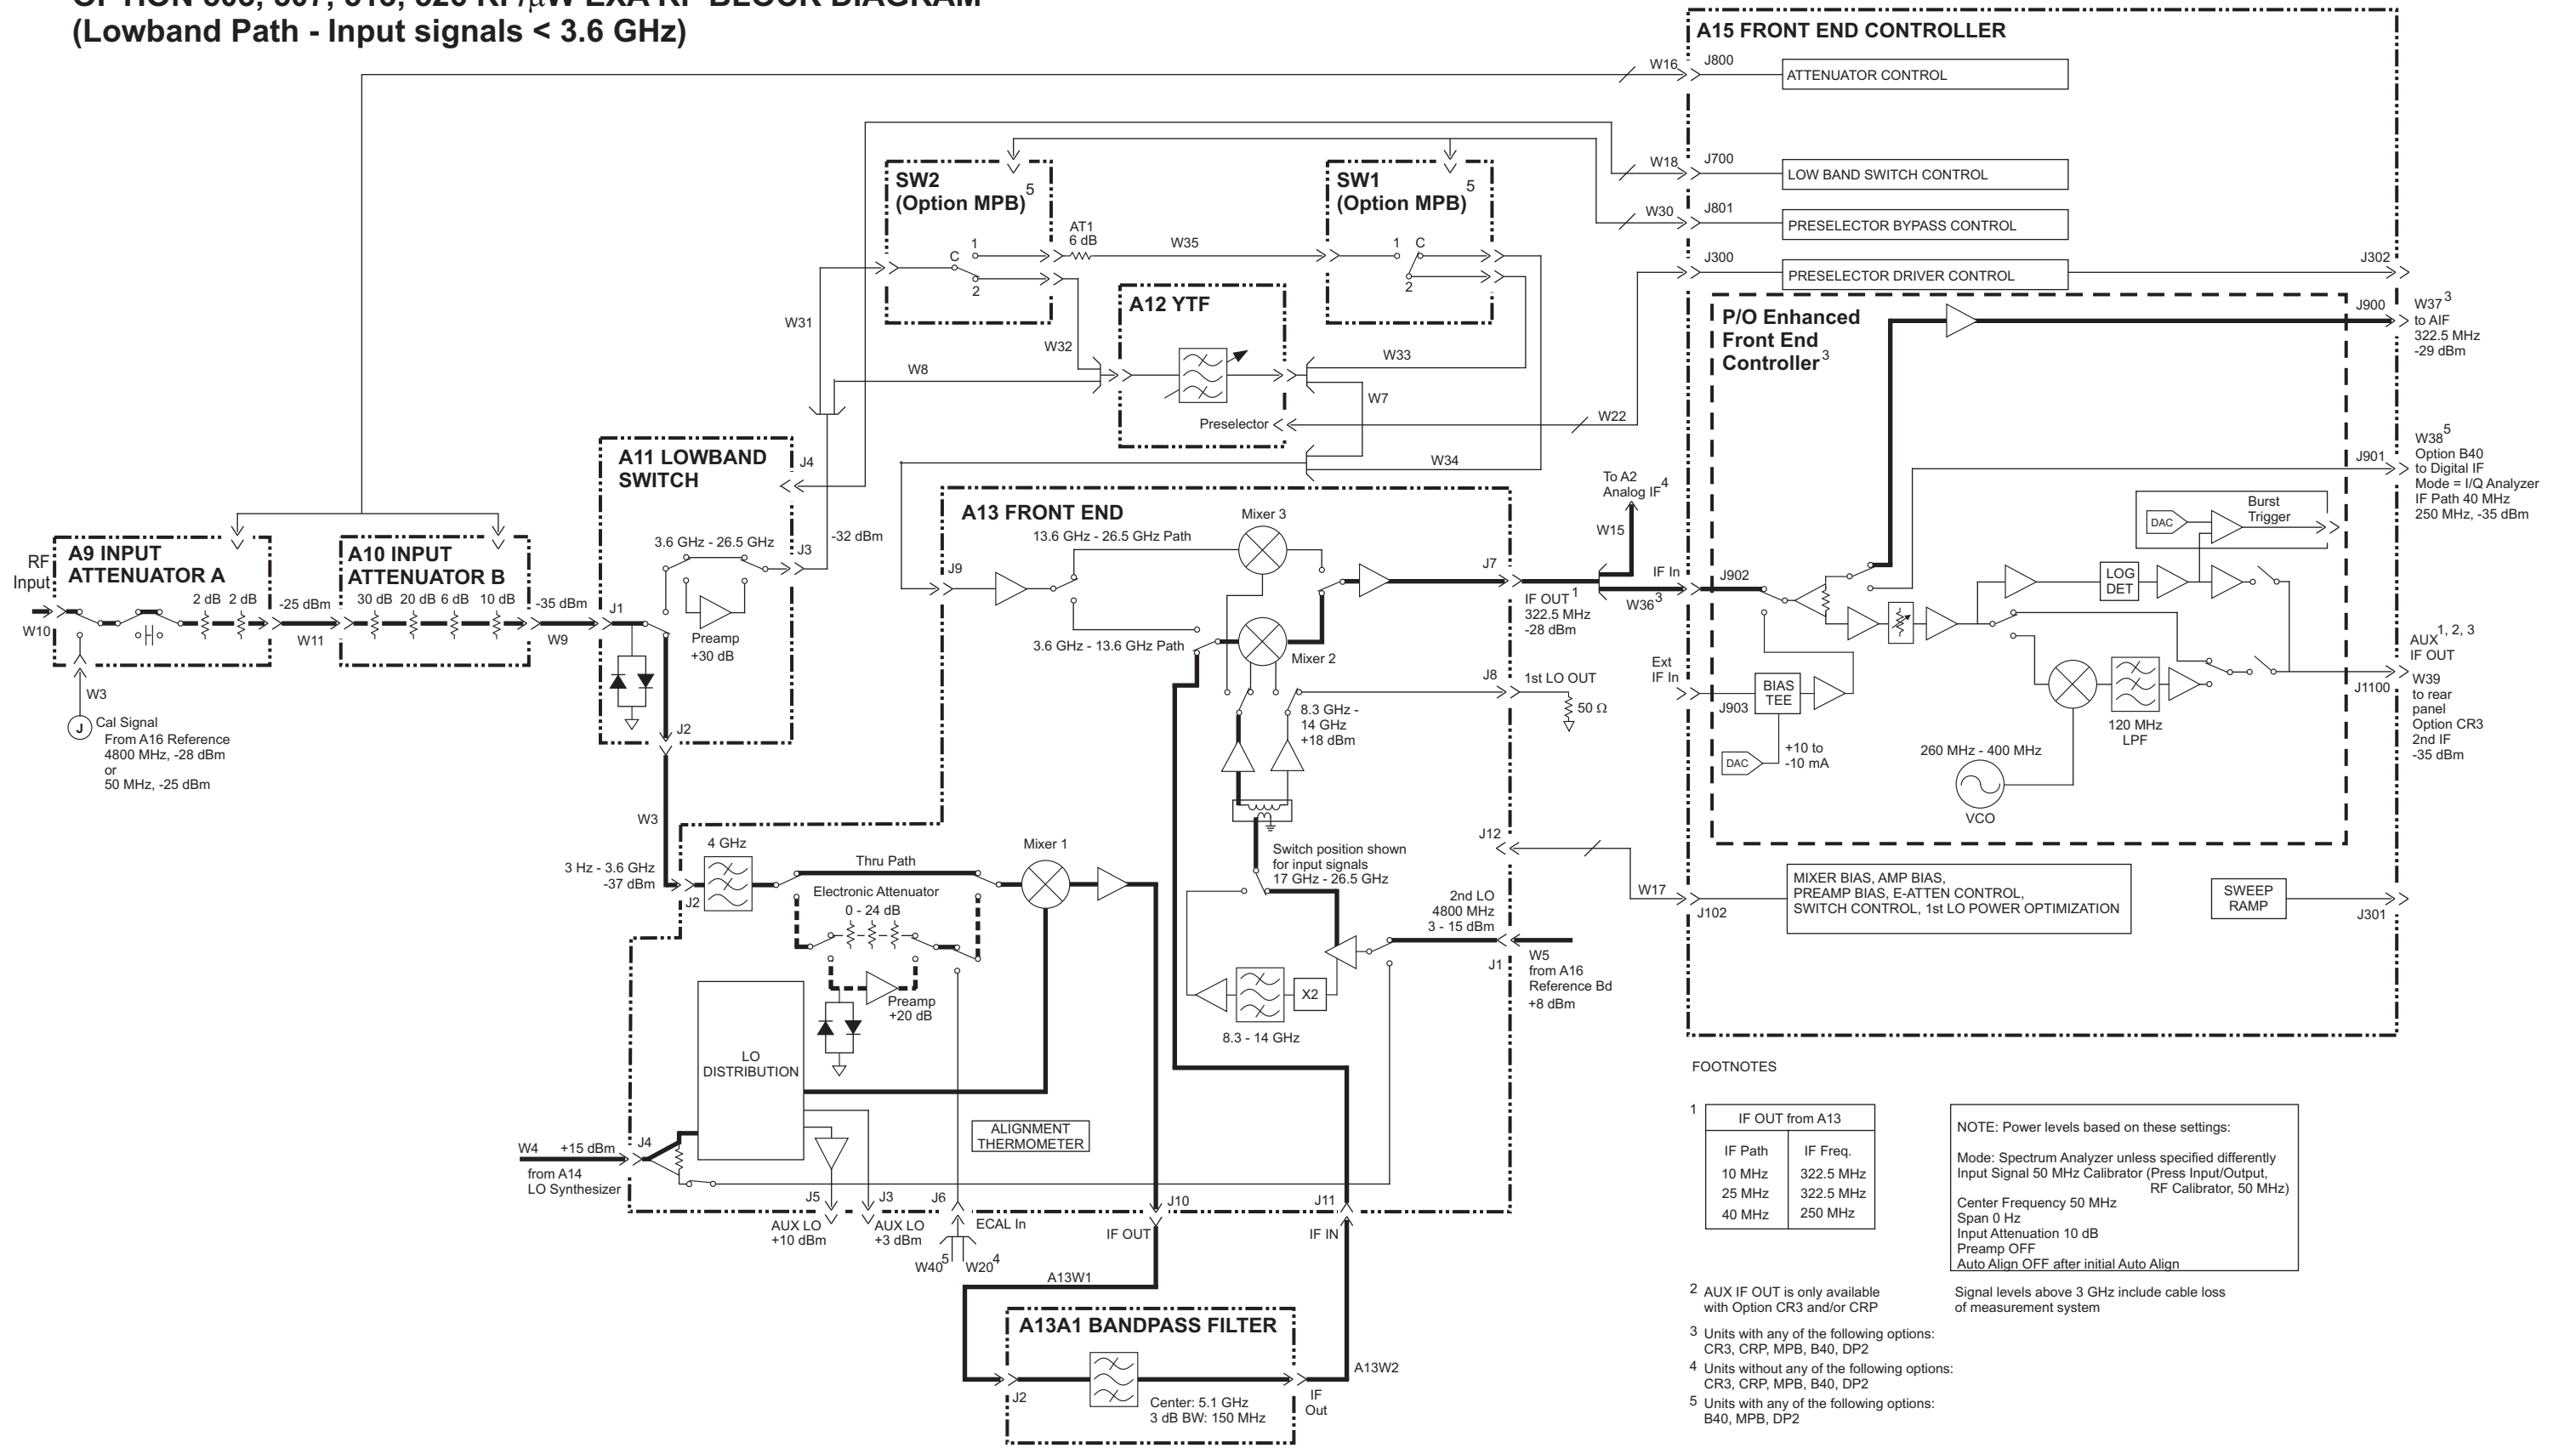 (Lowband Path - Input signals < 3.6 GHz)
A15 FRONT END CONTROLLER
W16
J800
ATTENUATOR CONTROL
W18
J700
LOW BAND SWITCH CONTROL
W30
J801
PRESELECTOR BYPASS CONTROL
J300
PRESELECTOR DRIVER CONTROL
J302
SW2
(Option MPB)5
C
1
2
AT1
6 dB
W35
SW1
(Option MPB)5
1
C
2
A12 YTF
Preselector
W31
W32
W8
W33
W7
W22
W34
P/O Enhanced
Front End
Controller3
J900
W37 3
to AIF
322.5 MHz
-29 dBm
J901
W38 5
Option B40
to Digital IF
Mode = I/Q Analyzer
IF Path 40 MHz
250 MHz, -35 dBm
Burst
Trigger
DAC
LOG
DET
RF
Input
W10
A9 INPUT
ATTENUATOR A
2 dB 2 dB
W3
J
Cal Signal
From A16 Reference
4800 MHz, -28 dBm
or
50 MHz, -25 dBm
-25 dBm
W11
A10 INPUT
ATTENUATOR B
30 dB 20 dB 6 dB 10 dB
-35 dBm
W9
A11 LOWBAND
SWITCH
J4
3.6 GHz - 26.5 GHz
J3
-32 dBm
J1
Preamp
+30 dB
J2
W3
A13 FRONT END
Mixer 3
13.6 GHz - 26.5 GHz Path
J9
3.6 GHz - 13.6 GHz Path
Mixer 2
J7
IF OUT1
322.5 MHz
-28 dBm
To A2
Analog IF4
W15
W36 3
IF In
J902
J8
1st LO OUT
50 Ω
8.3 GHz -
14 GHz
+18 dBm
Ext
IF In
J903
BIAS
TEE
DAC
+10 to
-10 mA
260 MHz - 400 MHz
VCO
120 MHz
LPF
AUX1, 2, 3
IF OUT
J1100
W39
to rear
panel
Option CR3
2nd IF
-35 dBm
Switch position shown
for input signals
17 GHz - 26.5 GHz
J12
W17
J102
MIXER BIAS, AMP BIAS,
PREAMP BIAS, E-ATTEN CONTROL,
SWITCH CONTROL, 1st LO POWER OPTIMIZATION
SWEEP
RAMP
J301
3 Hz - 3.6 GHz
-37 dBm
J2
4 GHz
Thru Path
Electronic Attenuator
0 - 24 dB
Preamp
+20 dB
Mixer 1
2nd LO
4800 MHz
3 - 15 dBm
J1
W5
from A16
Reference Bd
+8 dBm
X2
8.3 - 14 GHz
LO
DISTRIBUTION
ALIGNMENT
THERMOMETER
W4
+15 dBm
from A14
LO Synthesizer
J4
J5
AUX LO
+10 dBm
J3
AUX LO
+3 dBm
J6
ECAL In
W40 5
W20 4
J10
IF OUT
J11
IF IN
A13W1
A13A1 BANDPASS FILTER
J2
Center: 5.1 GHz
3 dB BW: 150 MHz
IF
Out
A13W2
FOOTNOTES
1
IF OUT from A13
IF Path IF Freq.
10 MHz 322.5 MHz
25 MHz 322.5 MHz
40 MHz 250 MHz
NOTE: Power levels based on these settings:
Mode: Spectrum Analyzer unless specified differently
Input Signal 50 MHz Calibrator (Press Input/Output,
RF Calibrator, 50 MHz)
Center Frequency 50 MHz
Span 0 Hz
Input Attenuation 10 dB
Preamp OFF
Auto Align OFF after initial Auto Align
2 AUX IF OUT is only available
with Option CR3 and/or CRP
Signal levels above 3 GHz include cable loss
of measurement system
3 Units with any of the following options:
CR3, CRP, MPB, B40, DP2
4 Units without any of the following options:
CR3, CRP, MPB, B40, DP2
5 Units with any of the following options:
B40, MPB, DP2